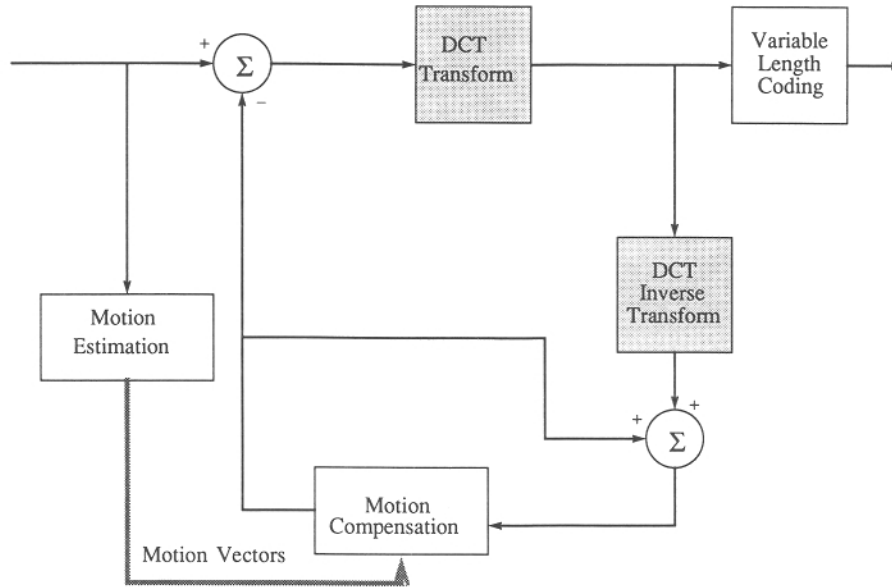 +
Σ
−
DCT
Transform
Variable
Length
Coding
DCT
Inverse
Transform
Motion
Estimation
+
+
Σ
Motion
Compensation
Motion Vectors